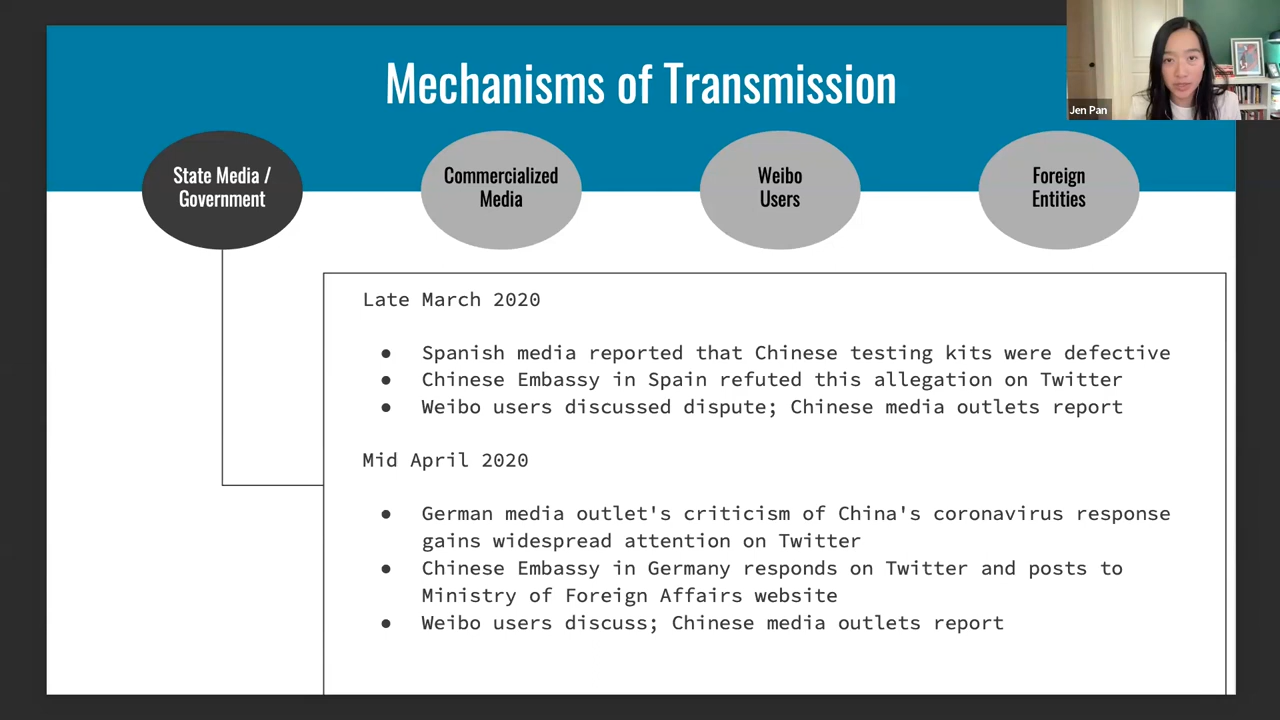 Mechanisms of Transmission
Jen Pan
State Media /
Government
Commercialized
Media
Weibo
Users
Foreign
Entities
Late March 2020
● Spanish media reported that Chinese testing kits were defective
● Chinese Embassy in Spain refuted this allegation on Twitter
● Weibo users discussed dispute; Chinese media outlets report
Mid April 2020
● German media outlet's criticism of China's coronavirus response
gains widespread attention on Twitter
● Chinese Embassy in Germany responds on Twitter and posts to
Ministry of Foreign Affairs website
● Weibo users discuss; Chinese media outlets report